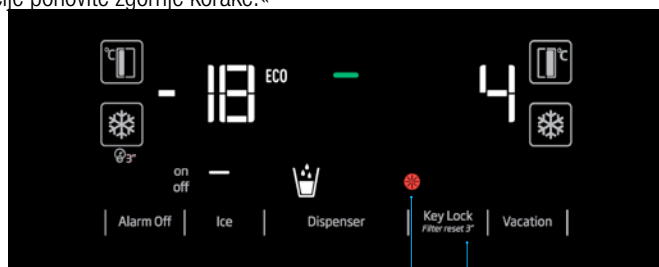 cije ponovite zgornje korake.«
°C
-18 ECO
4
°C
3"
on
off
Alarm Off
Ice
Dispenser
Key Lock
Filter reset 3"
Vacation